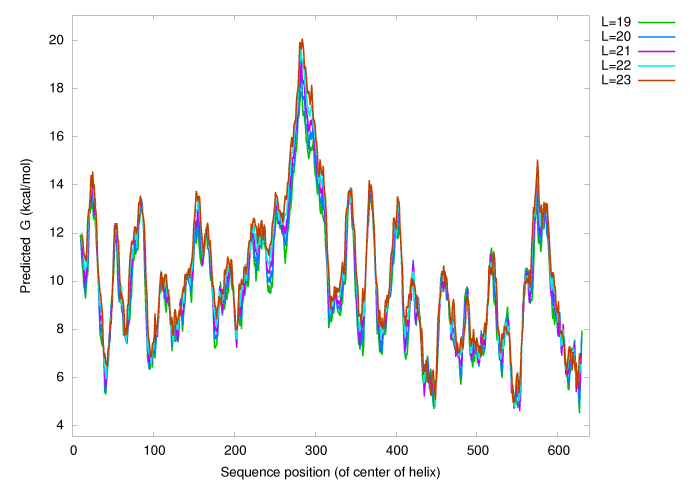 L=19
L=20
L=21
L=22
L=23
20
18
16
14
12
10
8
6
4
Predicted G (kcal/mol)
0 100 200 300 400 500 600
Sequence position (of center of helix)